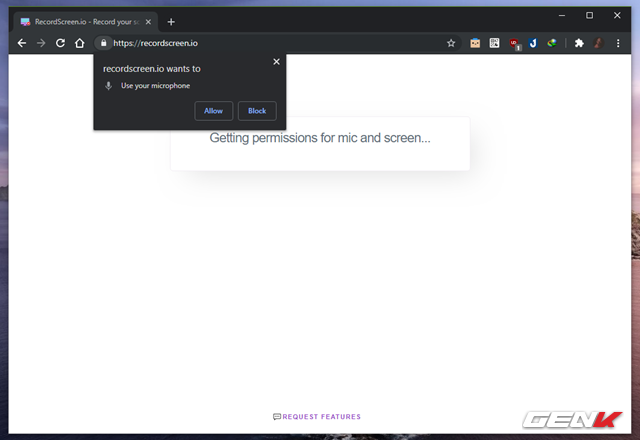 RecordScreen.io - Record your s
https://recordscreen.io
recordscreen.io wants to
Use your microphone
Allow
Block
Getting permissions for mic and screen...
REQUEST FEATURES
GENK